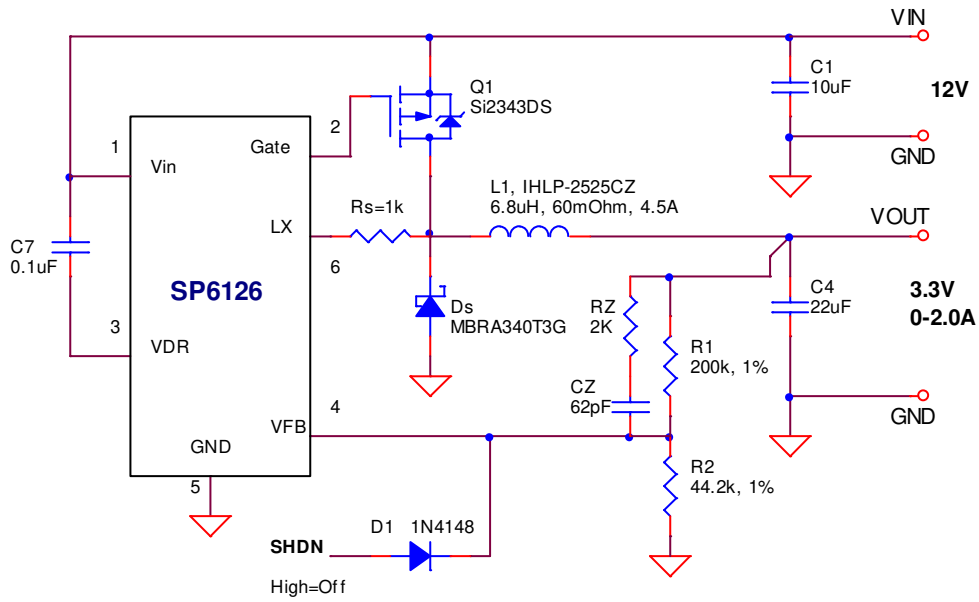 VIN
C1
10uF
12V
GND
Q1
Si2343DS
2
Gate
1
Vin
L1, IHLP-2525CZ
6.8uH, 60mOhm, 4.5A
Rs=1k
LX
6
VOUT
C7
0.1uF
SP6126
Ds
MBRA340T3G
RZ
2K
C4
22uF
3.3V
0-2.0A
3
VDR
R1
200k, 1%
CZ
62pF
4
VFB
GND
GND
5
R2
44.2k, 1%
D1
1N4148
SHDN
High=Off